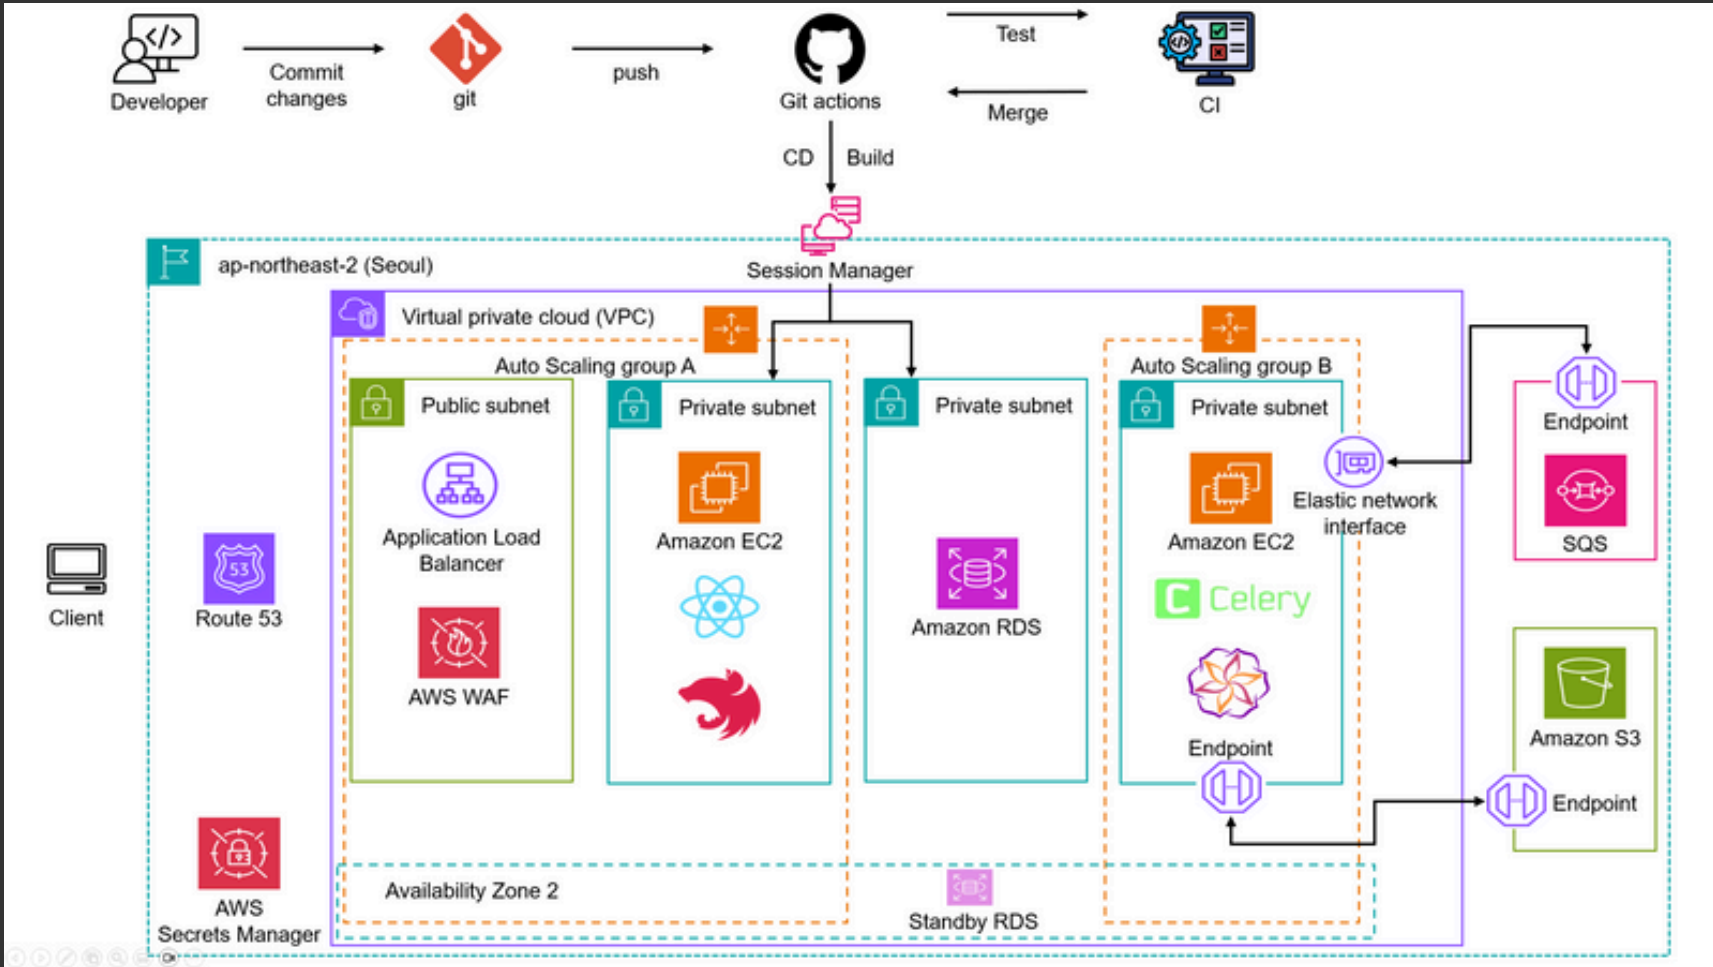 Developer
Commit
changes
git
push
Git actions
Test
Merge
CI
CD
Build
Session Manager
ap-northeast-2 (Seoul)
Virtual private cloud (VPC)
Auto Scaling group A
Auto Scaling group B
Public subnet
Private subnet
Private subnet
Private subnet
Application Load
Balancer
AWS WAF
Amazon EC2
Amazon RDS
Amazon EC2
Celery
Endpoint
Elastic network
interface
Endpoint
SQS
Amazon S3
Endpoint
Client
53
Route 53
AWS
Secrets Manager
Availability Zone 2
Standby RDS